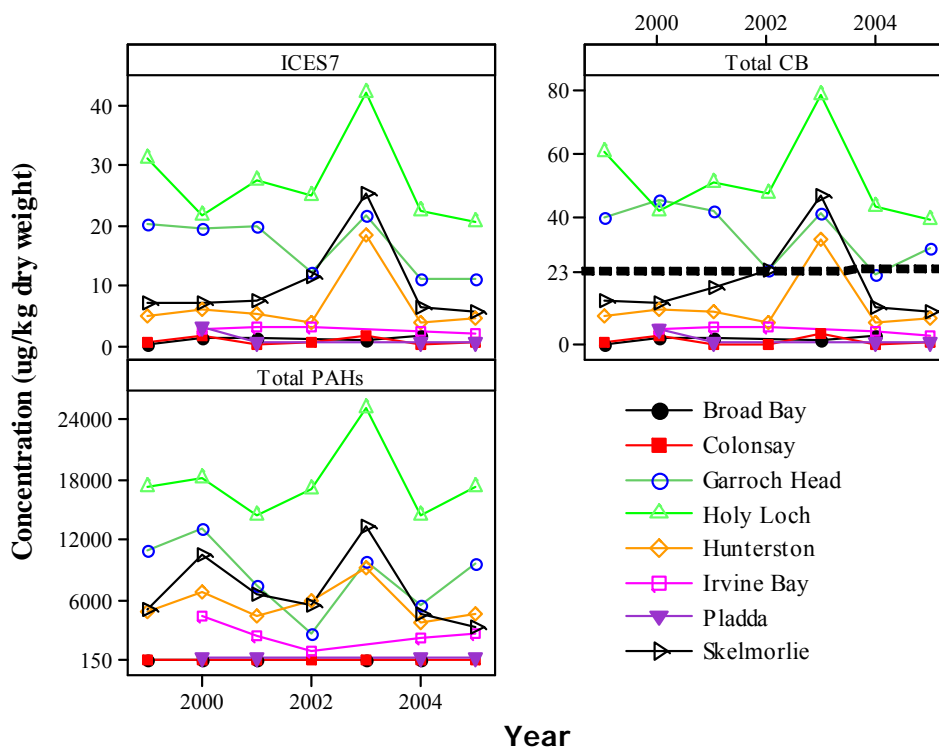 2000 2002 2004
ICES7
Total CB
40
30
20
10
0
80
60
40
23
0
Total PAHs
24000
18000
12000
6000
150
2000 2002 2004
Concentration (ug/kg dry weight)
Year
Broad Bay
Colonsay
Garroch Head
Holy Loch
Hunterston
Irvine Bay
Pladda
Skelmorlie